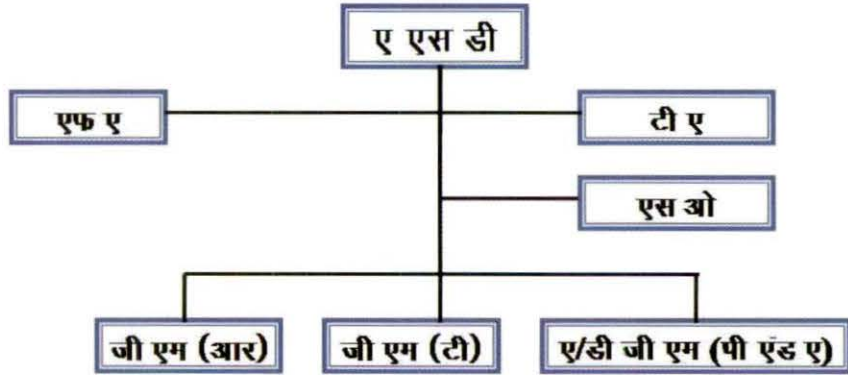 ए एस डी
एफ ए
टी ए
एस ओ
जी एम (आर)
जी एम (टी)
ए/डी जी एम (पी एंड ए)